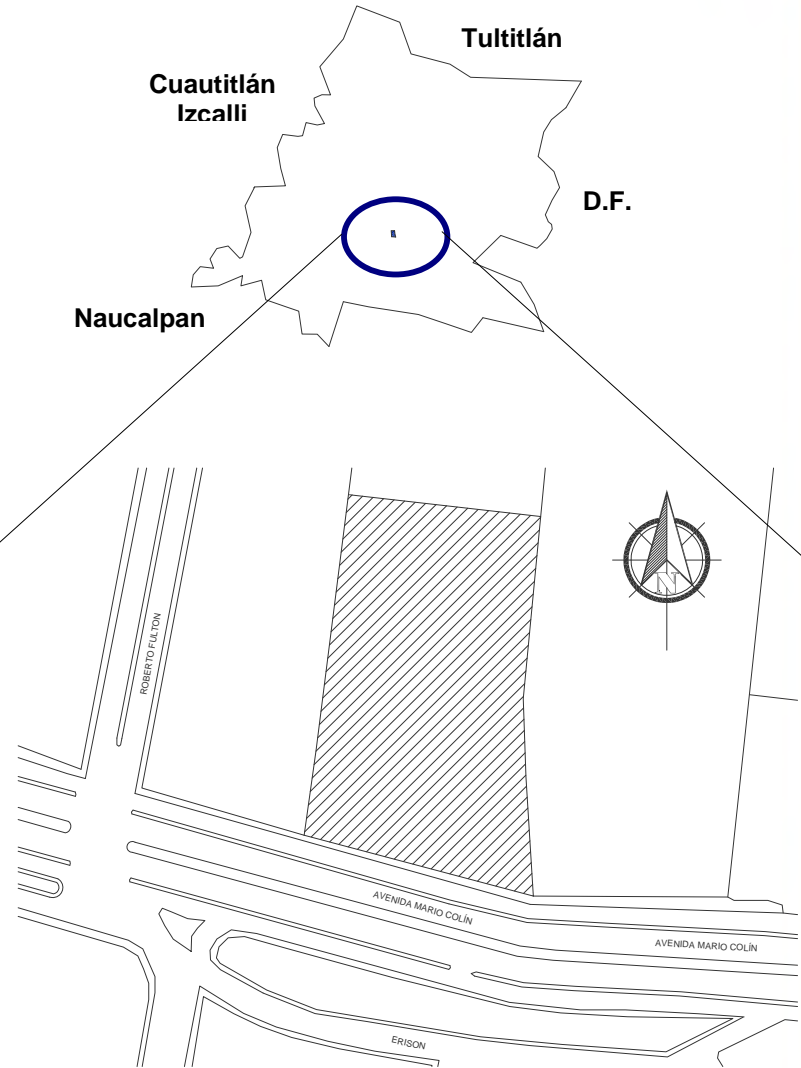 Tultitlán
Cuautitlán
Izcalli
D.F.
Naucalpan
N
ROBERTO FULTON
AVENIDA MARIO COLÍN
AVENIDA MARIO COLÍN
ERISON